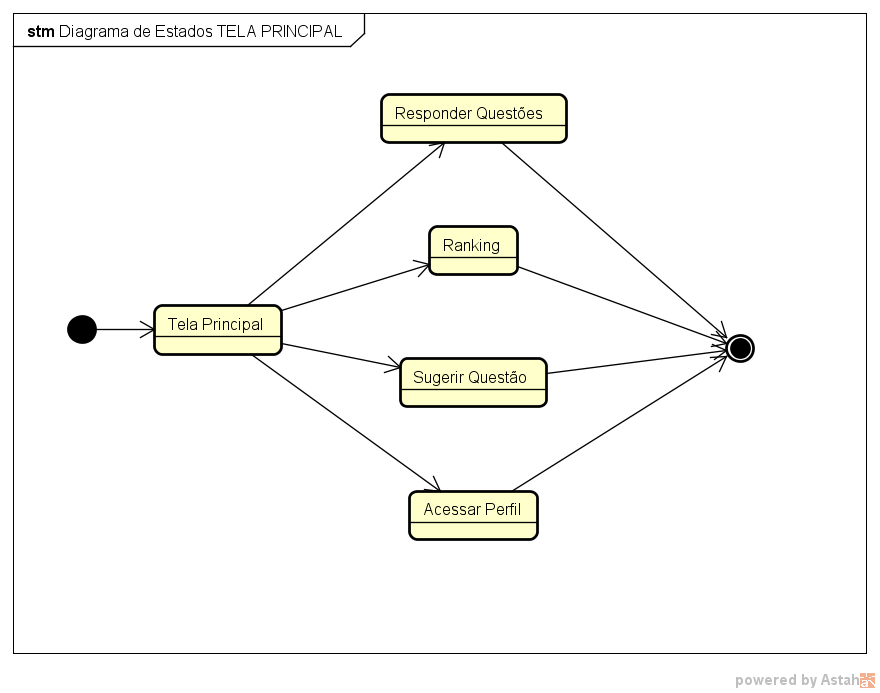 stm Diagrama de Estados TELA PRINCIPAL
Responder Questões
Ranking
Tela Principal
Sugerir Questão
Acessar Perfil
powered by Astah